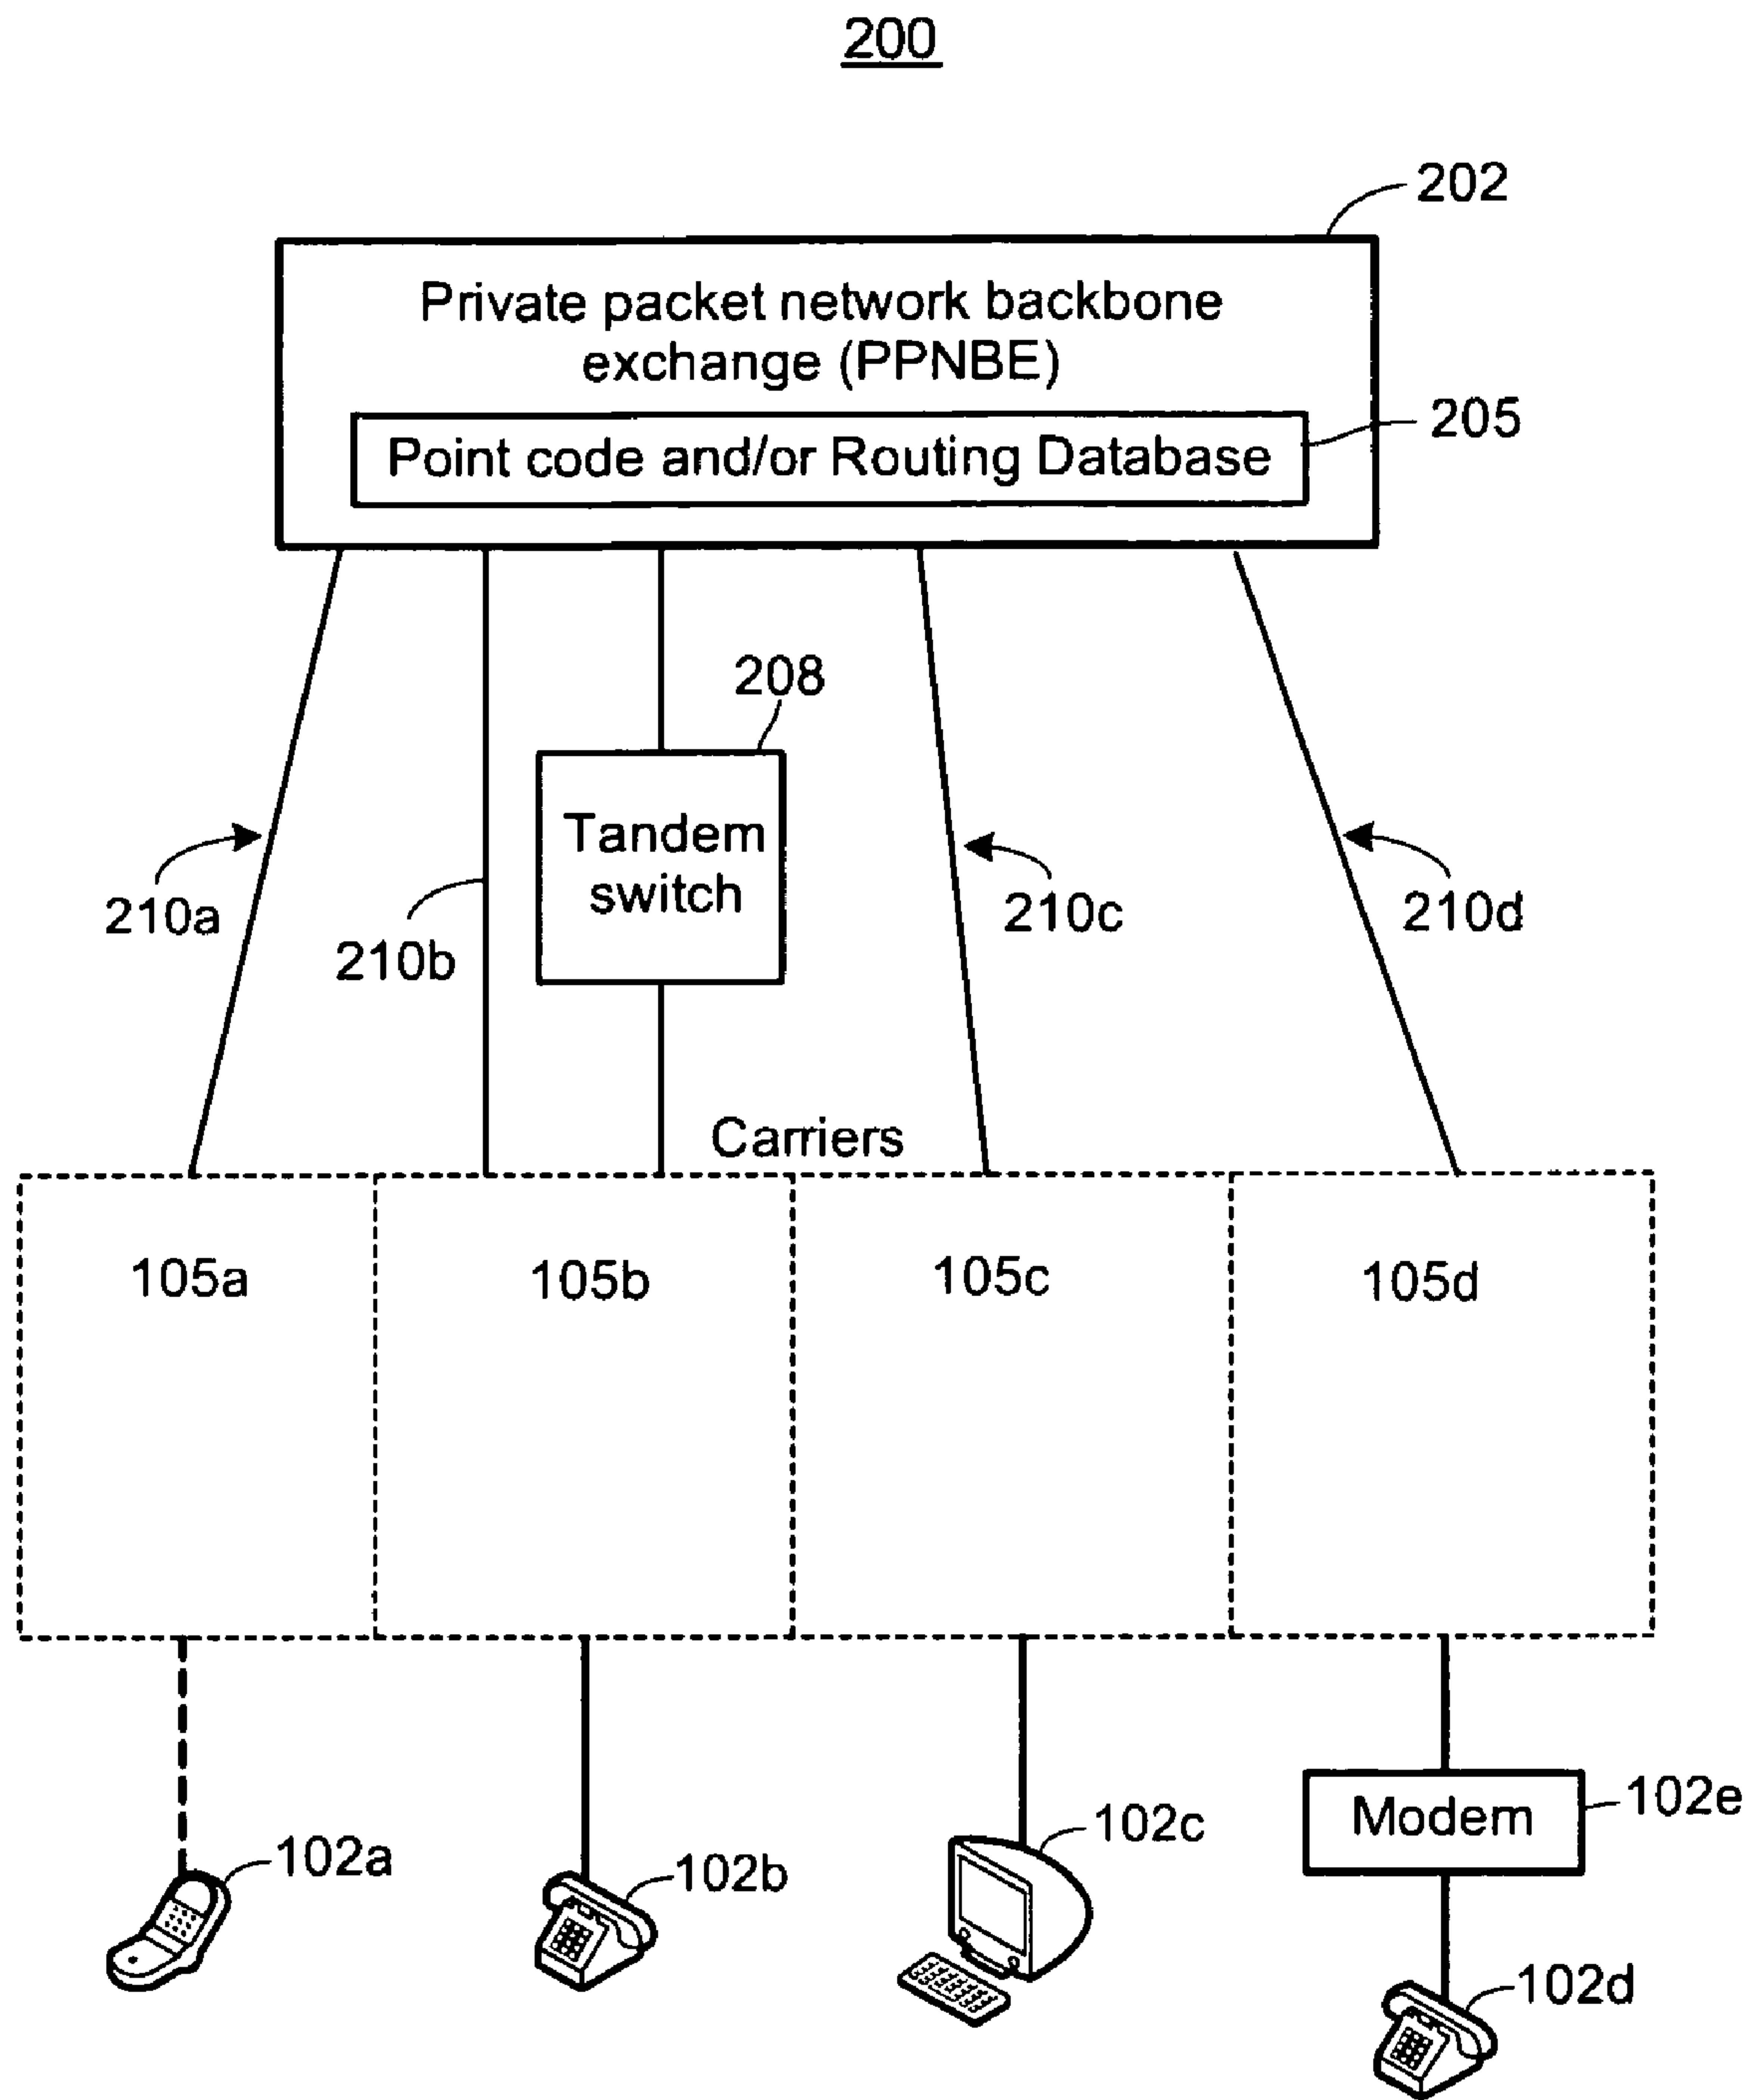 200
202
Private packet network backbone
exchange (PPNBE)
205
Point code and/or Routing Database
208
Tandem
switch
210a
210b
210c
210d
Carriers
105a
105b
105c
105d
Modem
102e
102a
102b
102c
102d